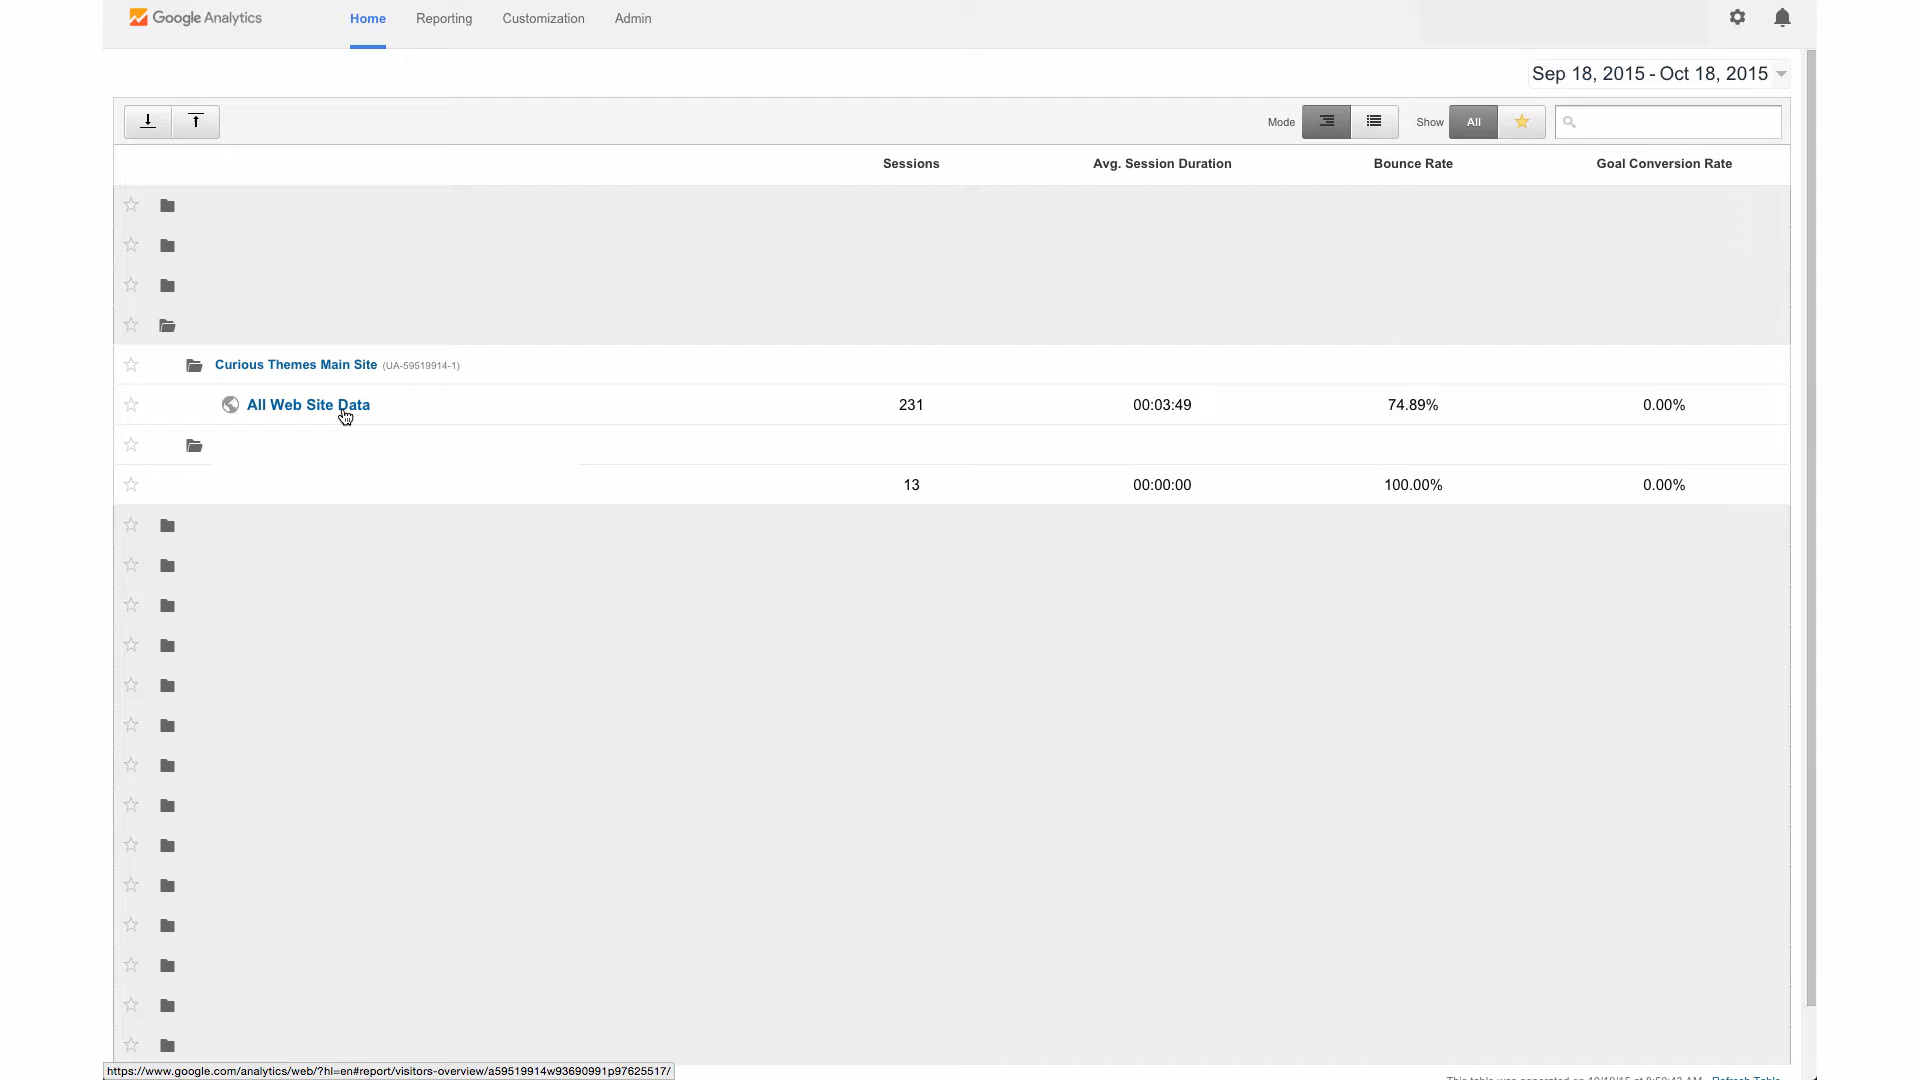 Google Analytics
Home Reporting Customization Admin
Sep 18, 2015 - Oct 18, 2015
Mode Show All
Sessions Avg. Session Duration Bounce Rate Goal Conversion Rate
Curious Themes Main Site (UA-59519914-1)
All Web Site Data 231 00:03:49 74.89% 0.00%
13 00:00:00 100.00% 0.00%
https://www.google.com/analytics/web/?hl=en#report/visitors-overview/a59519914w93690991p97625517/